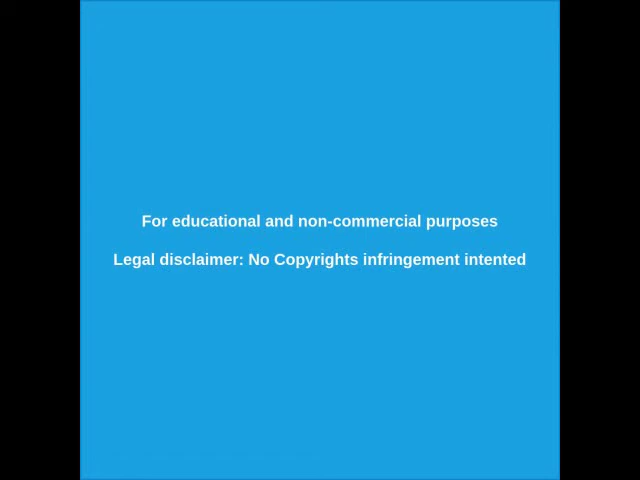 For educational and non-commercial purposes
Legal disclaimer: No Copyrights infringement intented